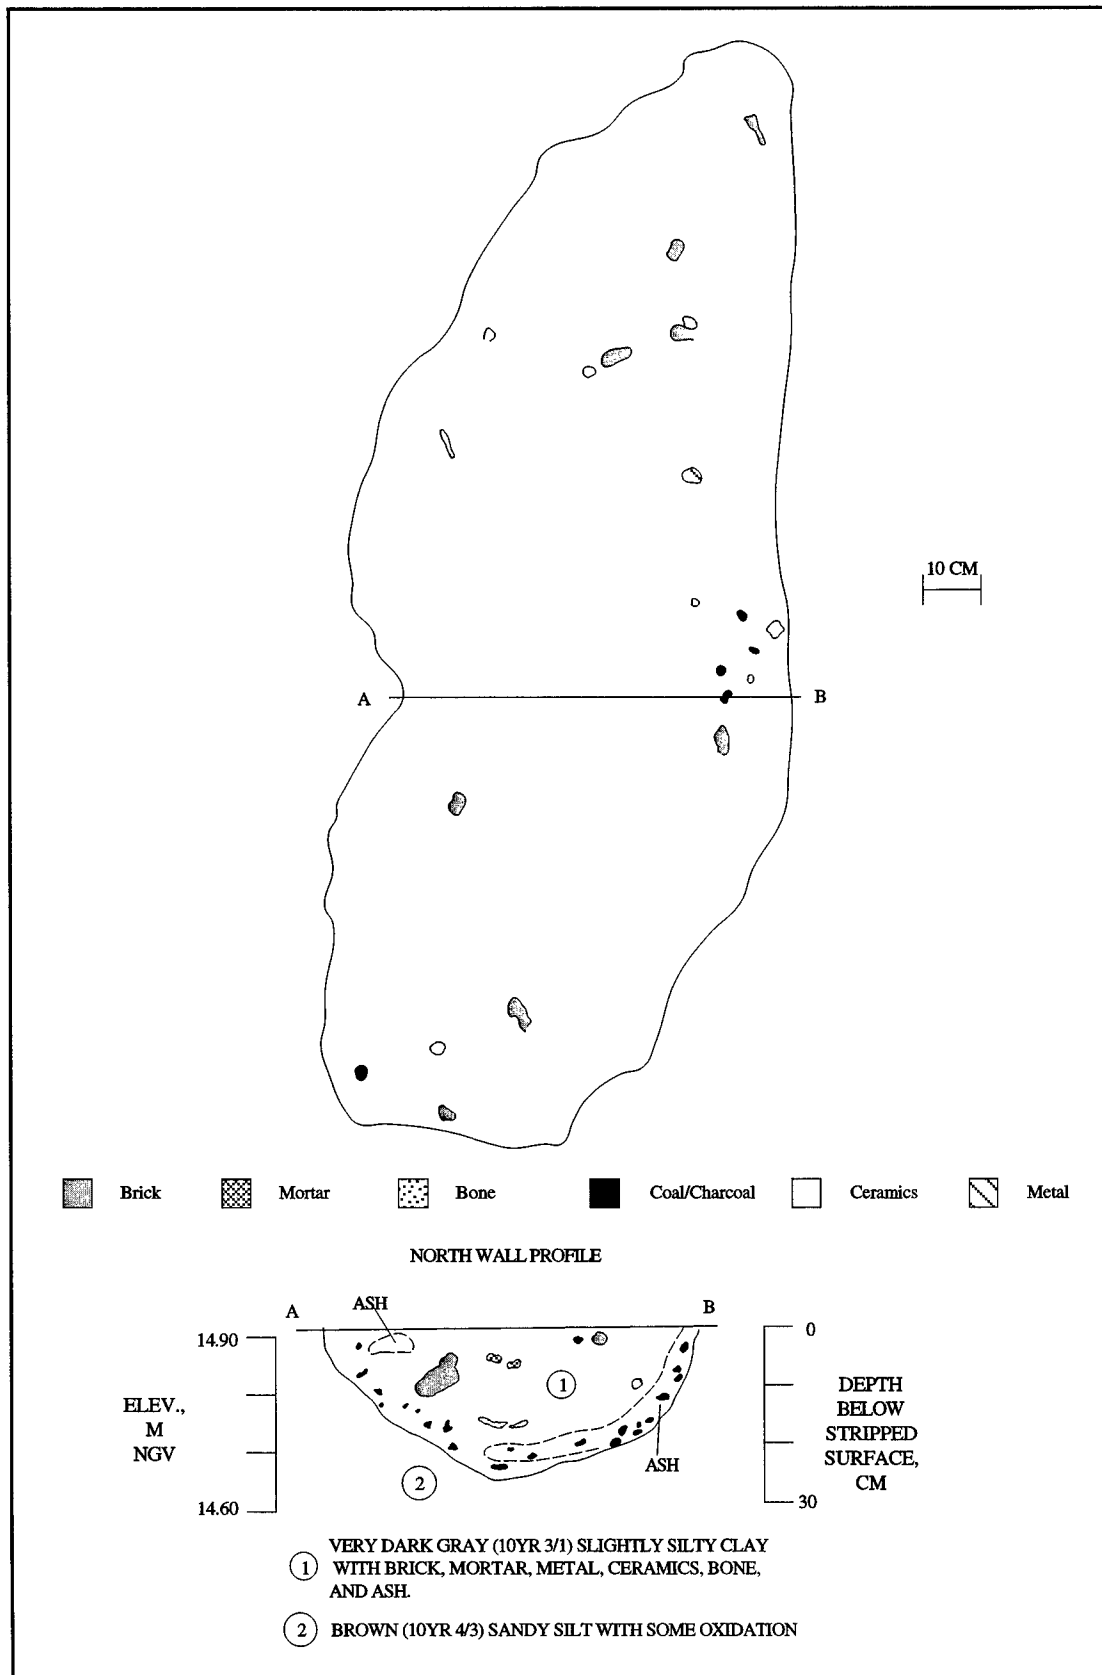 10 CM
A
B
Brick
Mortar
Bone
Coal/Charcoal
Ceramics
Metal
NORTH WALL PROFILE
A
ASH
B
14.90
0
1
ELEV.,
M
NGV
DEPTH
BELOW
STRIPPED
SURFACE,
CM
ASH
2
14.60
30
1
VERY DARK GRAY (10YR 3/1) SLIGHTLY SILTY CLAY
WITH BRICK, MORTAR, METAL, CERAMICS, BONE,
AND ASH.
2
BROWN (10YR 4/3) SANDY SILT WITH SOME OXIDATION